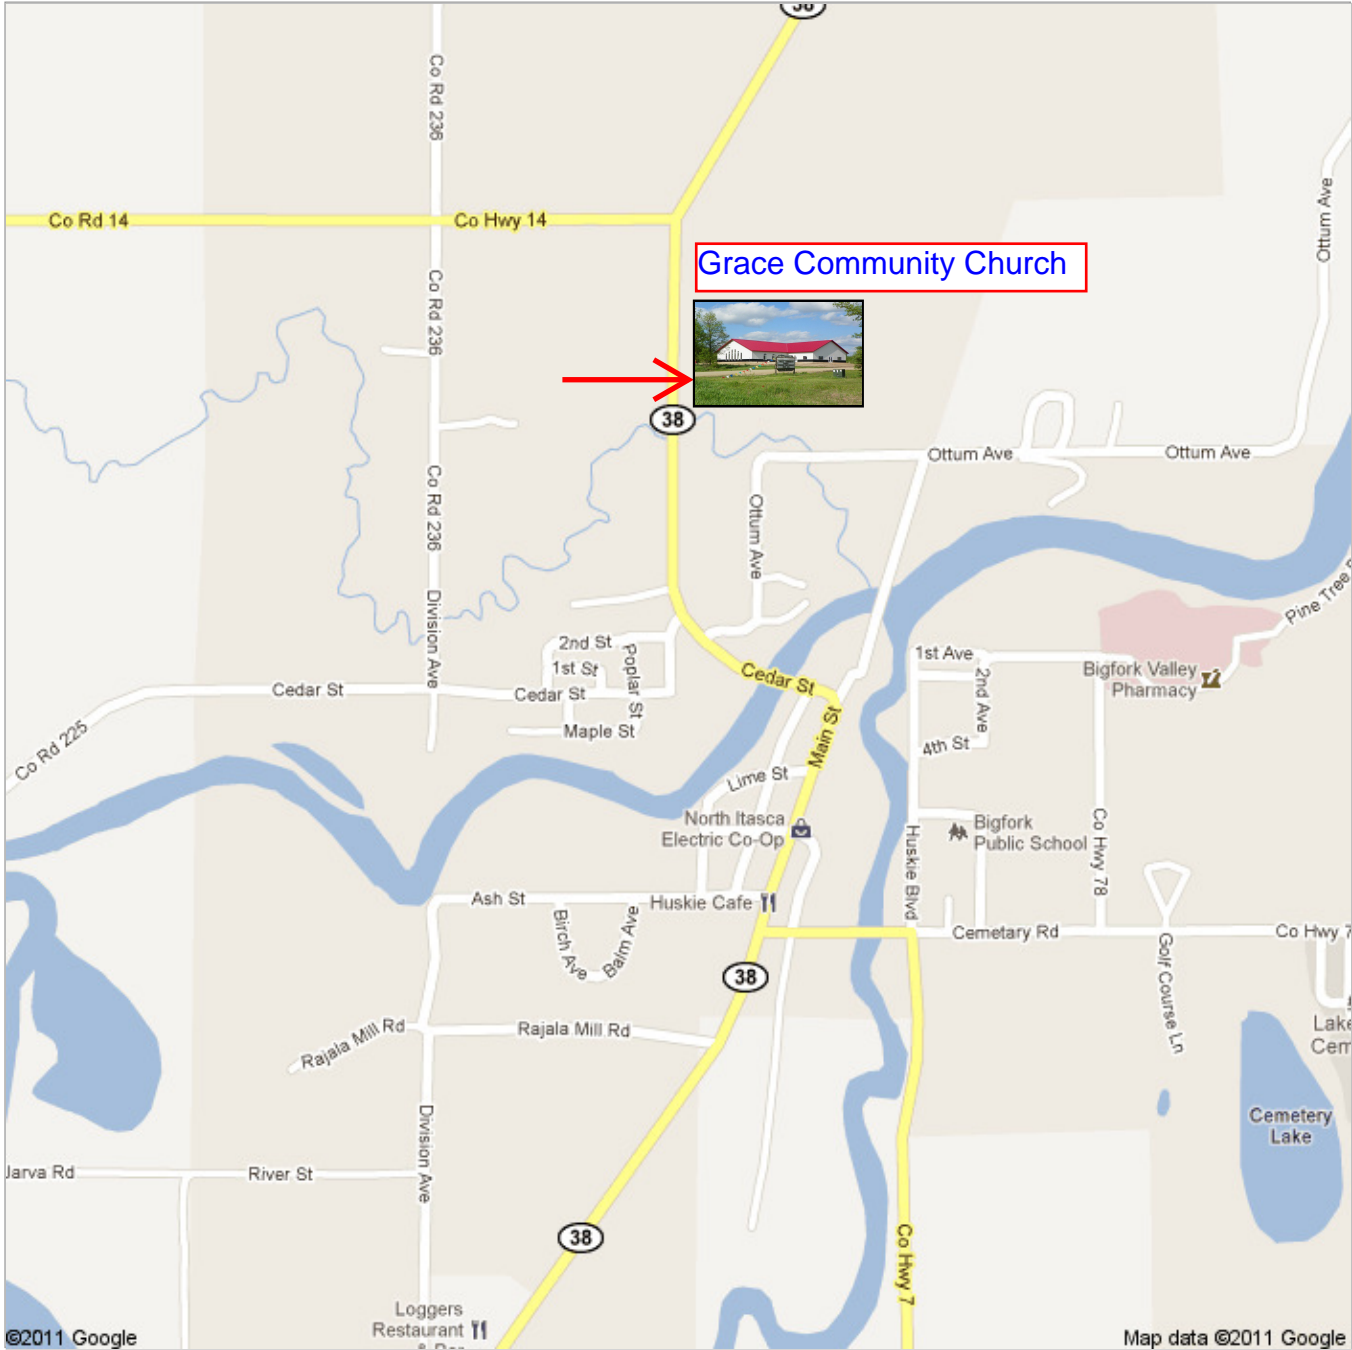 38
Co Rd 236
Co Rd 14
Co Hwy 14
Ottum Ave
Grace Community Church
Co Rd 236
38
Ottum Ave
Ottum Ave
Co Rd 236
Ottum Ave
Division Ave
Pine Tree
2nd St
1st St
Poplar St
Cedar St
Cedar St
Cedar St
Maple St
Co Rd 225
Main St
1st Ave
2nd Ave
4th St
Bigfork Valley
Pharmacy
Lime St
North Itasca
Electric Co-Op
Bigfork
Public School
Huskie Blvd
Co Hwy 78
Ash St
Huskie Cafe
Birch Ave
Balm Ave
Cemetary Rd
Co Hwy 7
38
Golf Course Ln
Rajala Mill Rd
Rajala Mill Rd
Lake
Cem
Cemetery
Lake
Division Ave
Jarva Rd
River St
38
Co Hwy 7
Loggers
Restaurant
©2011 Google
Map data ©2011 Google